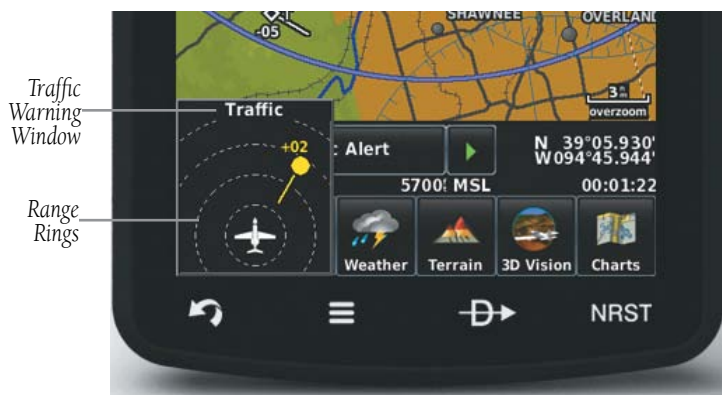 SHAWNEE
OVERLAND
-05
3 n m
overzoom
Traffic
Warning
Window
Traffic
+02
: Alert
N 39°05.930'
W094°45.944'
5700' MSL
00:01:22
Range
Rings
Weather
Terrain
3D Vision
Charts
NRST